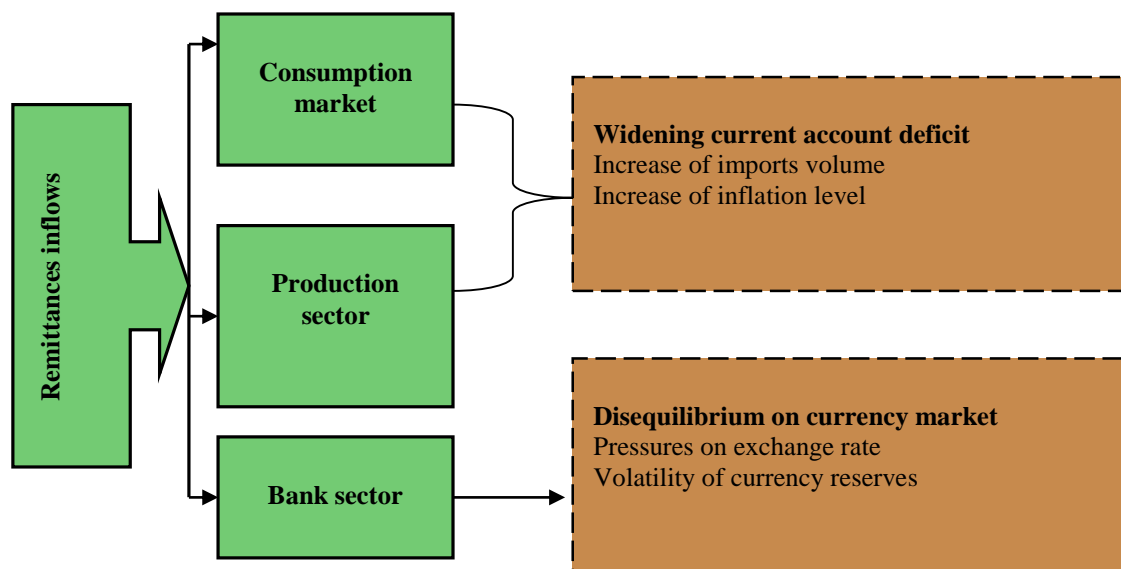 Remittances inflows
Consumption
market
Production
sector
Bank sector
Widening current account deficit
Increase of imports volume
Increase of inflation level
Disequilibrium on currency market
Pressures on exchange rate
Volatility of currency reserves